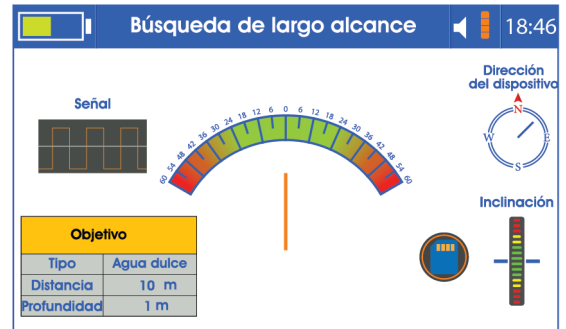 Búsqueda de largo alcance
18:46
Señal
60 54 48 42 36 30 24 18 12 6 0 6 12 18 24 30 36 42 48 54 60
Dirección
del dispositivo
N
W
E
S
Inclinación
Objetivo
Tipo Agua dulce
Distancia 10 m
Profundidad 1 m